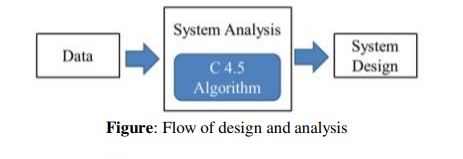 Data
System Analysis
C 4.5
Algorithm
System
Design
Figure: Flow of design and analysis